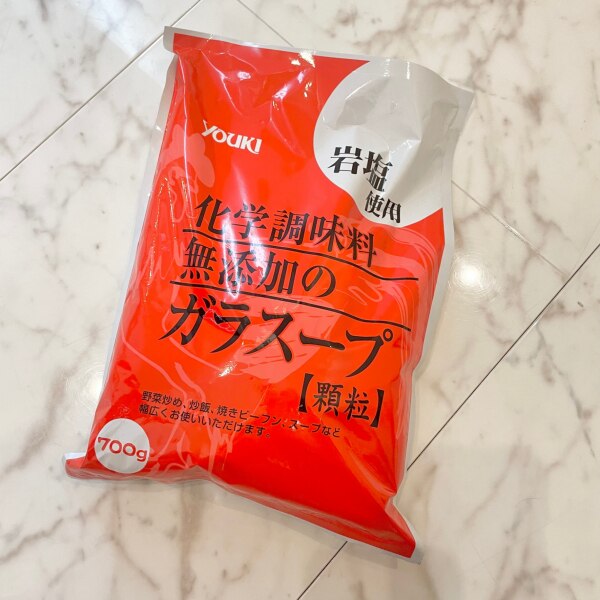 YOUKI
岩塩
使用
化学調味料
無添加の
ガラスープ
【顆粒】
野菜炒め、炒飯、焼きビーフン、スープなど
幅広くお使いいただけます。
700g